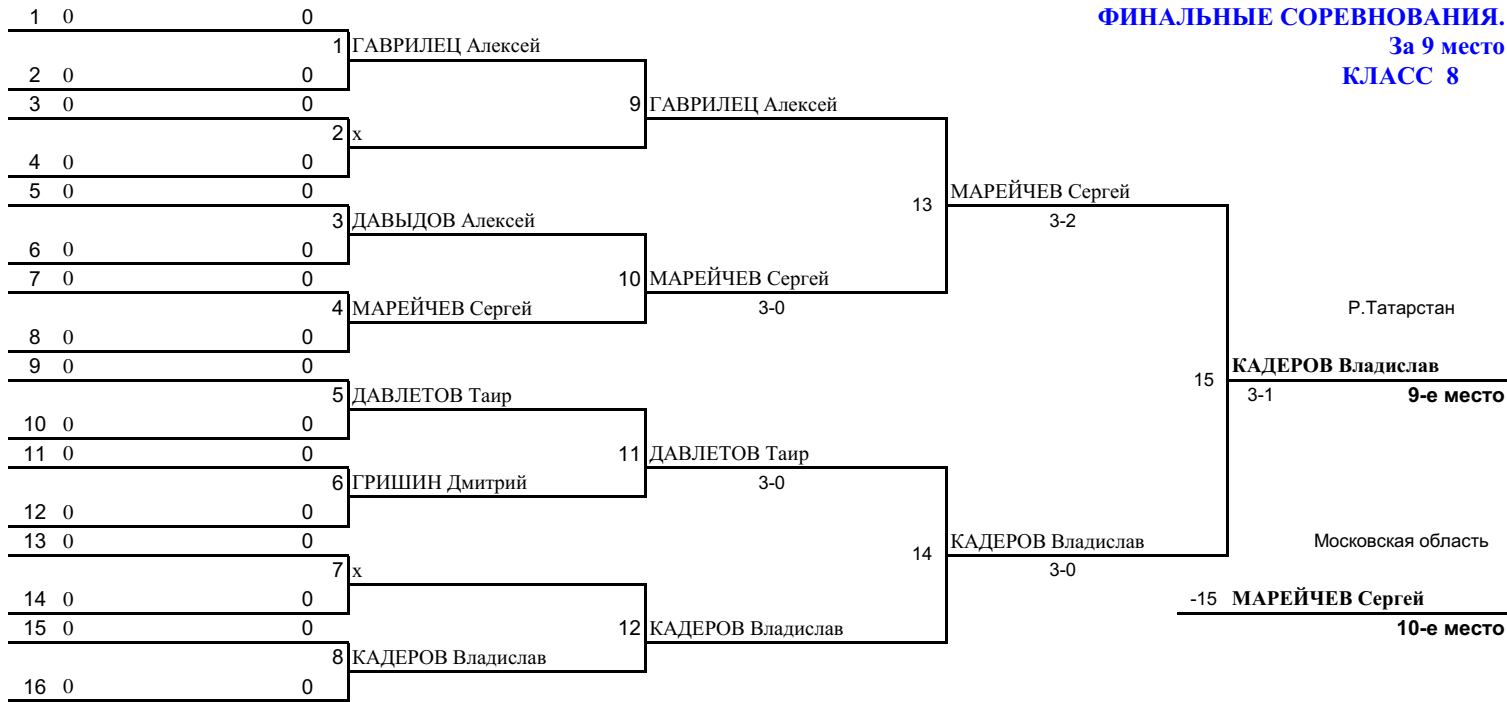 1 0 0
ФИНАЛЬНЫЕ СОРЕВНОВАНИЯ.
1 ГАВРИЛЕЦ Алексей
За 9 место
2 0 0
КЛАСС 8
3 0 0
9 ГАВРИЛЕЦ Алексей
2 х
4 0 0
5 0 0
13 МАРЕЙЧЕВ Сергей
3 ДАВЫДОВ Алексей
3-2
6 0 0
7 0 0
10 МАРЕЙЧЕВ Сергей
4 МАРЕЙЧЕВ Сергей
3-0
Р.Татарстан
8 0 0
9 0 0
15 КАДЕРОВ Владислав
5 ДАВЛЕТОВ Таир
3-1 9-е место
10 0 0
11 0 0
11 ДАВЛЕТОВ Таир
6 ГРИШИН Дмитрий
3-0
12 0 0
13 0 0
14 КАДЕРОВ Владислав
Московская область
7 х
3-0
14 0 0
-15 МАРЕЙЧЕВ Сергей
15 0 0
12 КАДЕРОВ Владислав
10-е место
8 КАДЕРОВ Владислав
16 0 0